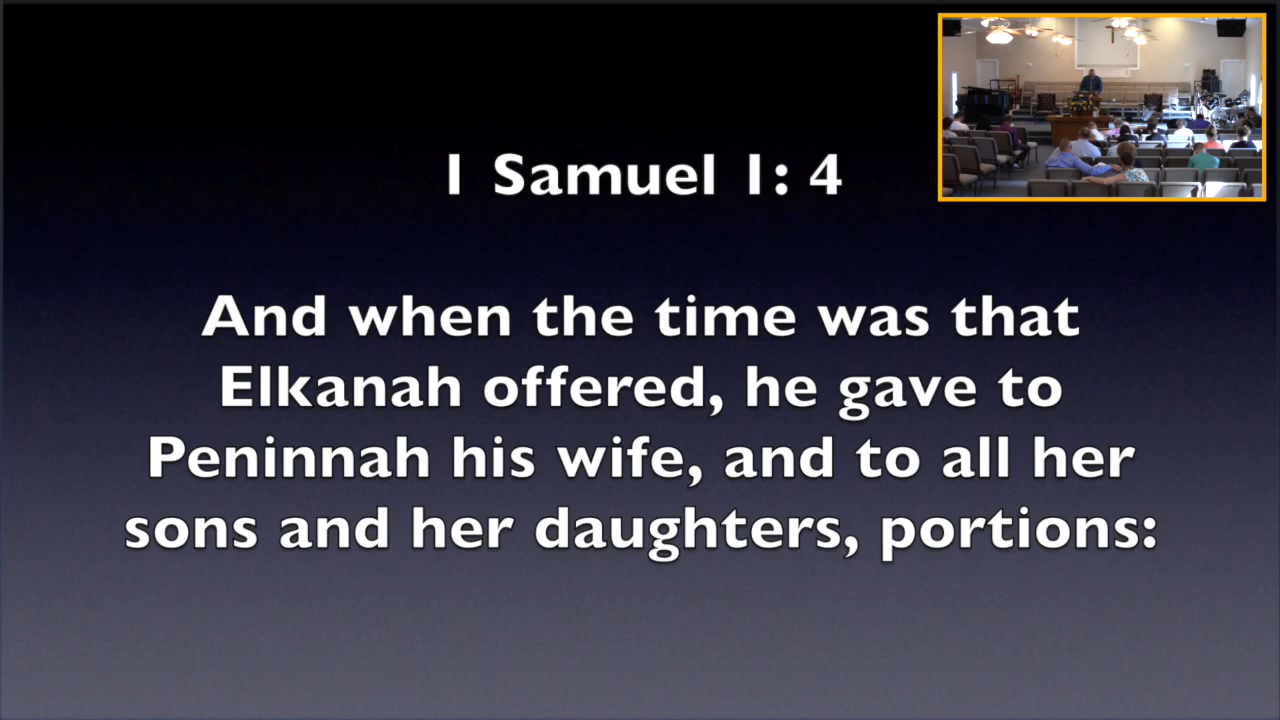 1 Samuel 1: 4
And when the time was that
Elkanah offered, he gave to
Peninnah his wife, and to all her
sons and her daughters, portions: